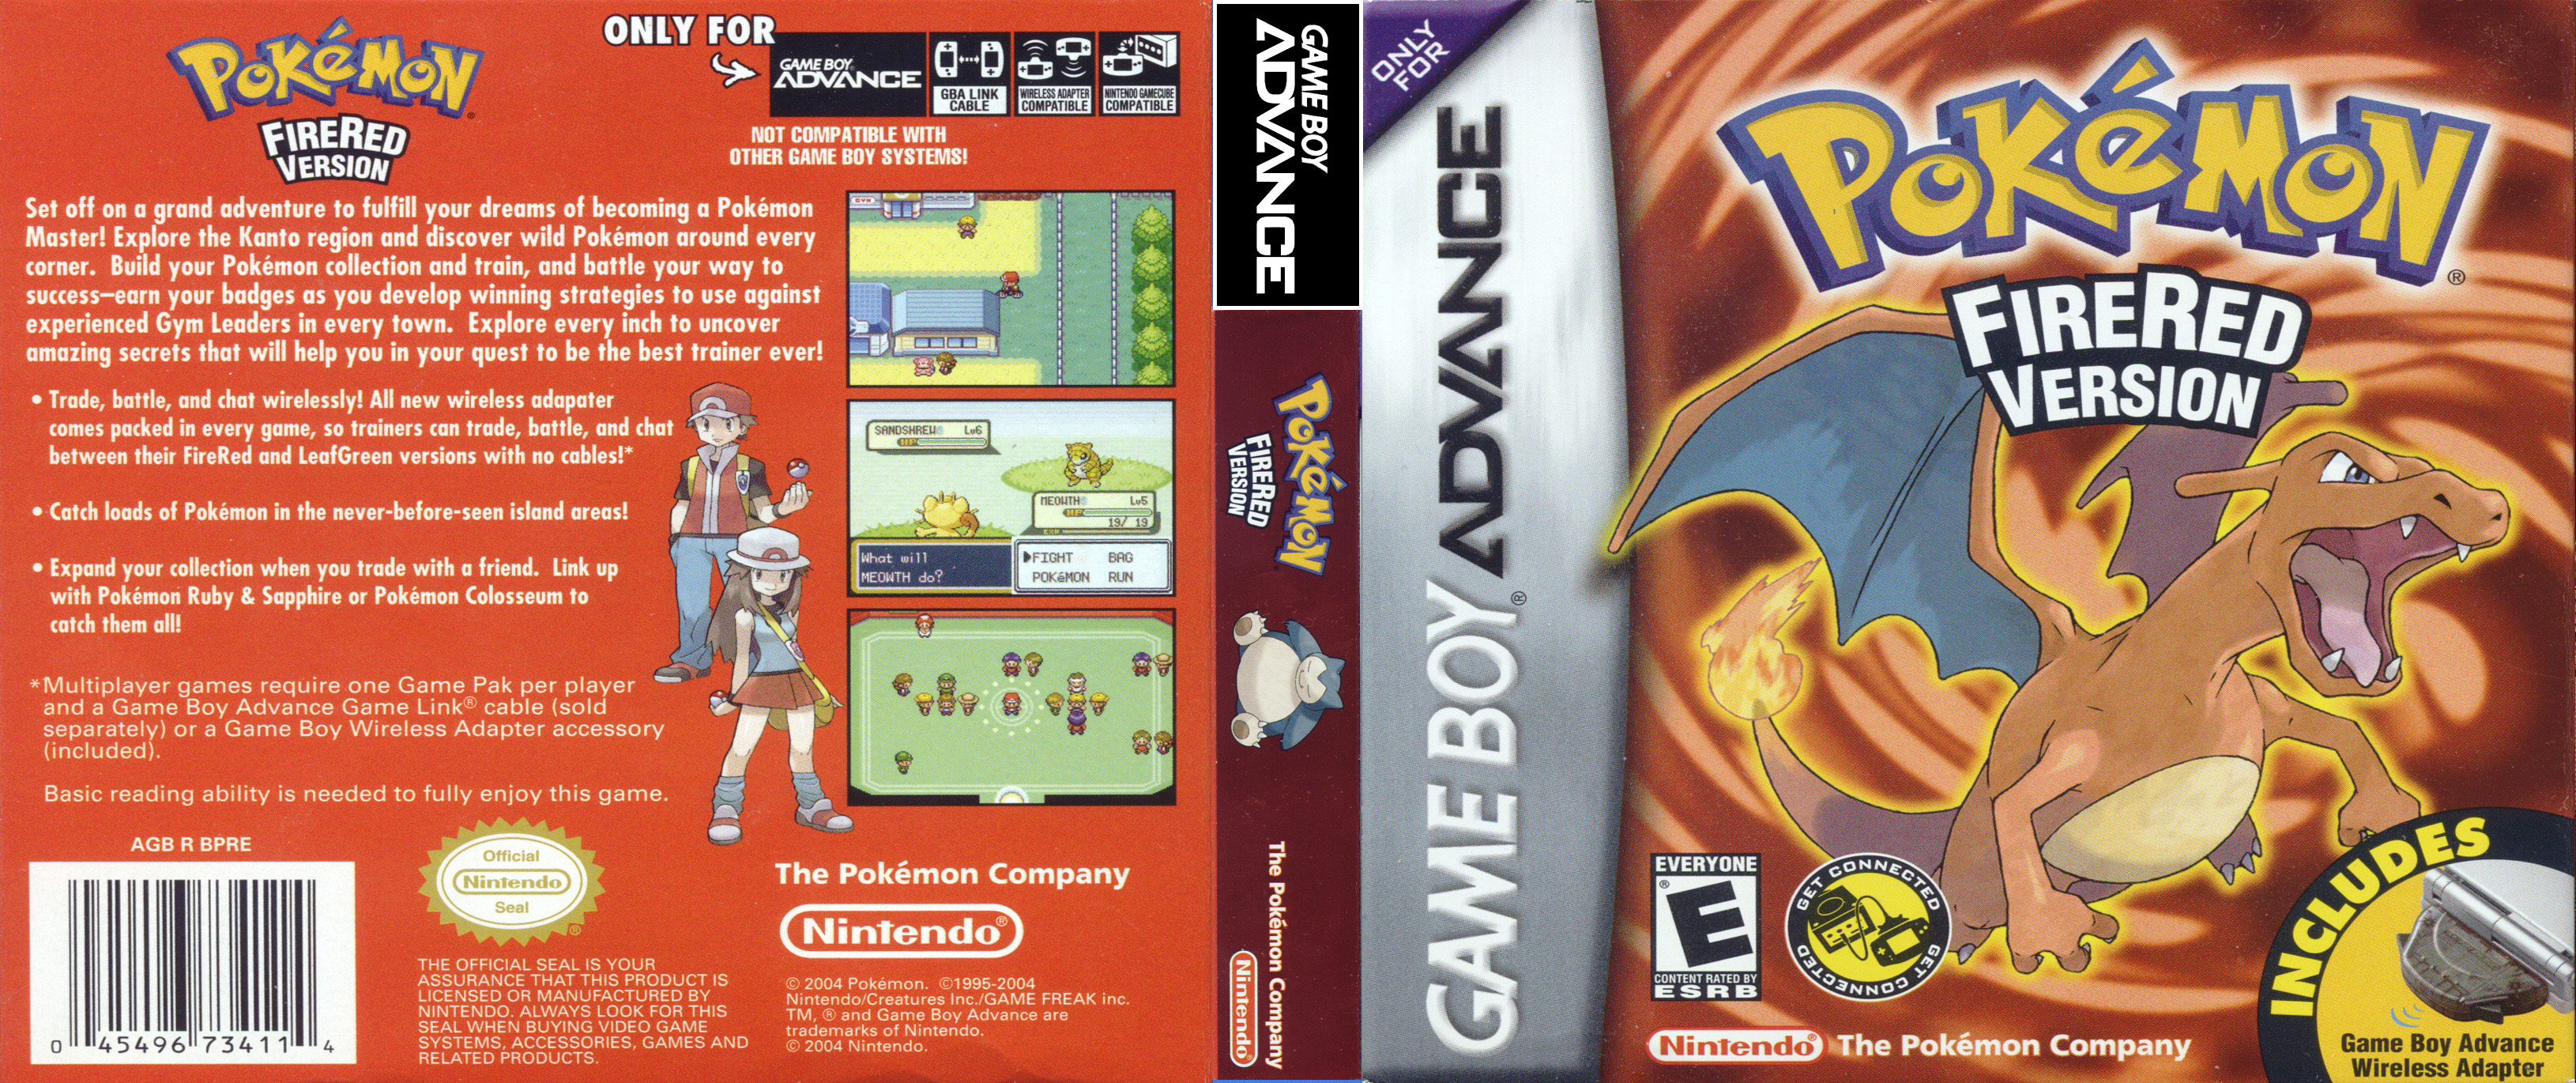 POKéMON
FIRERED
VERSION
ONLY FOR
GAME BOY
ADVANCE
GBA LINK
CABLE
WIRELESS ADAPTER
COMPATIBLE
NINTENDO GAMECUBE
COMPATIBLE
NOT COMPATIBLE WITH
OTHER GAME BOY SYSTEMS!
Set off on a grand adventure to fulfill your dreams of becoming a Pokémon
Master! Explore the Kanto region and discover wild Pokémon around every
corner.  Build your Pokémon collection and train, and battle your way to
success—earn your badges as you develop winning strategies to use against
experienced Gym Leaders in every town.  Explore every inch to uncover
amazing secrets that will help you in your quest to be the best trainer ever!
• Trade, battle, and chat wirelessly! All new wireless adapater
comes packed in every game, so trainers can trade, battle, and chat
between their FireRed and LeafGreen versions with no cables!*
• Catch loads of Pokémon in the never-before-seen island areas!
• Expand your collection when you trade with a friend.  Link up
with Pokémon Ruby & Sapphire or Pokémon Colosseum to
catch them all!
*Multiplayer games require one Game Pak per player
and a Game Boy Advance Game Link® cable (sold
separately) or a Game Boy Wireless Adapter accessory
(included).
Basic reading ability is needed to fully enjoy this game.
GYM
SANDSHREW Lv6
HP
MEOWTH Lv5
HP
19/ 19
What will
MEOWTH do?
▶FIGHT BAG
POKéMON RUN
AGB R BPRE
0 45496 73411 4
Official
Nintendo
Seal
®
THE OFFICIAL SEAL IS YOUR
ASSURANCE THAT THIS PRODUCT IS
LICENSED OR MANUFACTURED BY
NINTENDO. ALWAYS LOOK FOR THIS
SEAL WHEN BUYING VIDEO GAME
SYSTEMS, ACCESSORIES, GAMES AND
RELATED PRODUCTS.
The Pokémon Company
Nintendo®
© 2004 Pokémon.  ©1995-2004
Nintendo/Creatures Inc./GAME FREAK inc.
TM, ® and Game Boy Advance are
trademarks of Nintendo.
© 2004 Nintendo.
GAME BOY
ADVANCE
POKéMON
FIRERED
VERSION
The Pokémon Company
Nintendo®
ONLY
FOR
GAME BOY ADVANCE
®
POKéMON
®
FIRERED
VERSION
EVERYONE
®
E
CONTENT RATED BY
ESRB
GET CONNECTED
GET CONNECTED
INCLUDES
Game Boy Advance
Wireless Adapter
Nintendo® The Pokémon Company